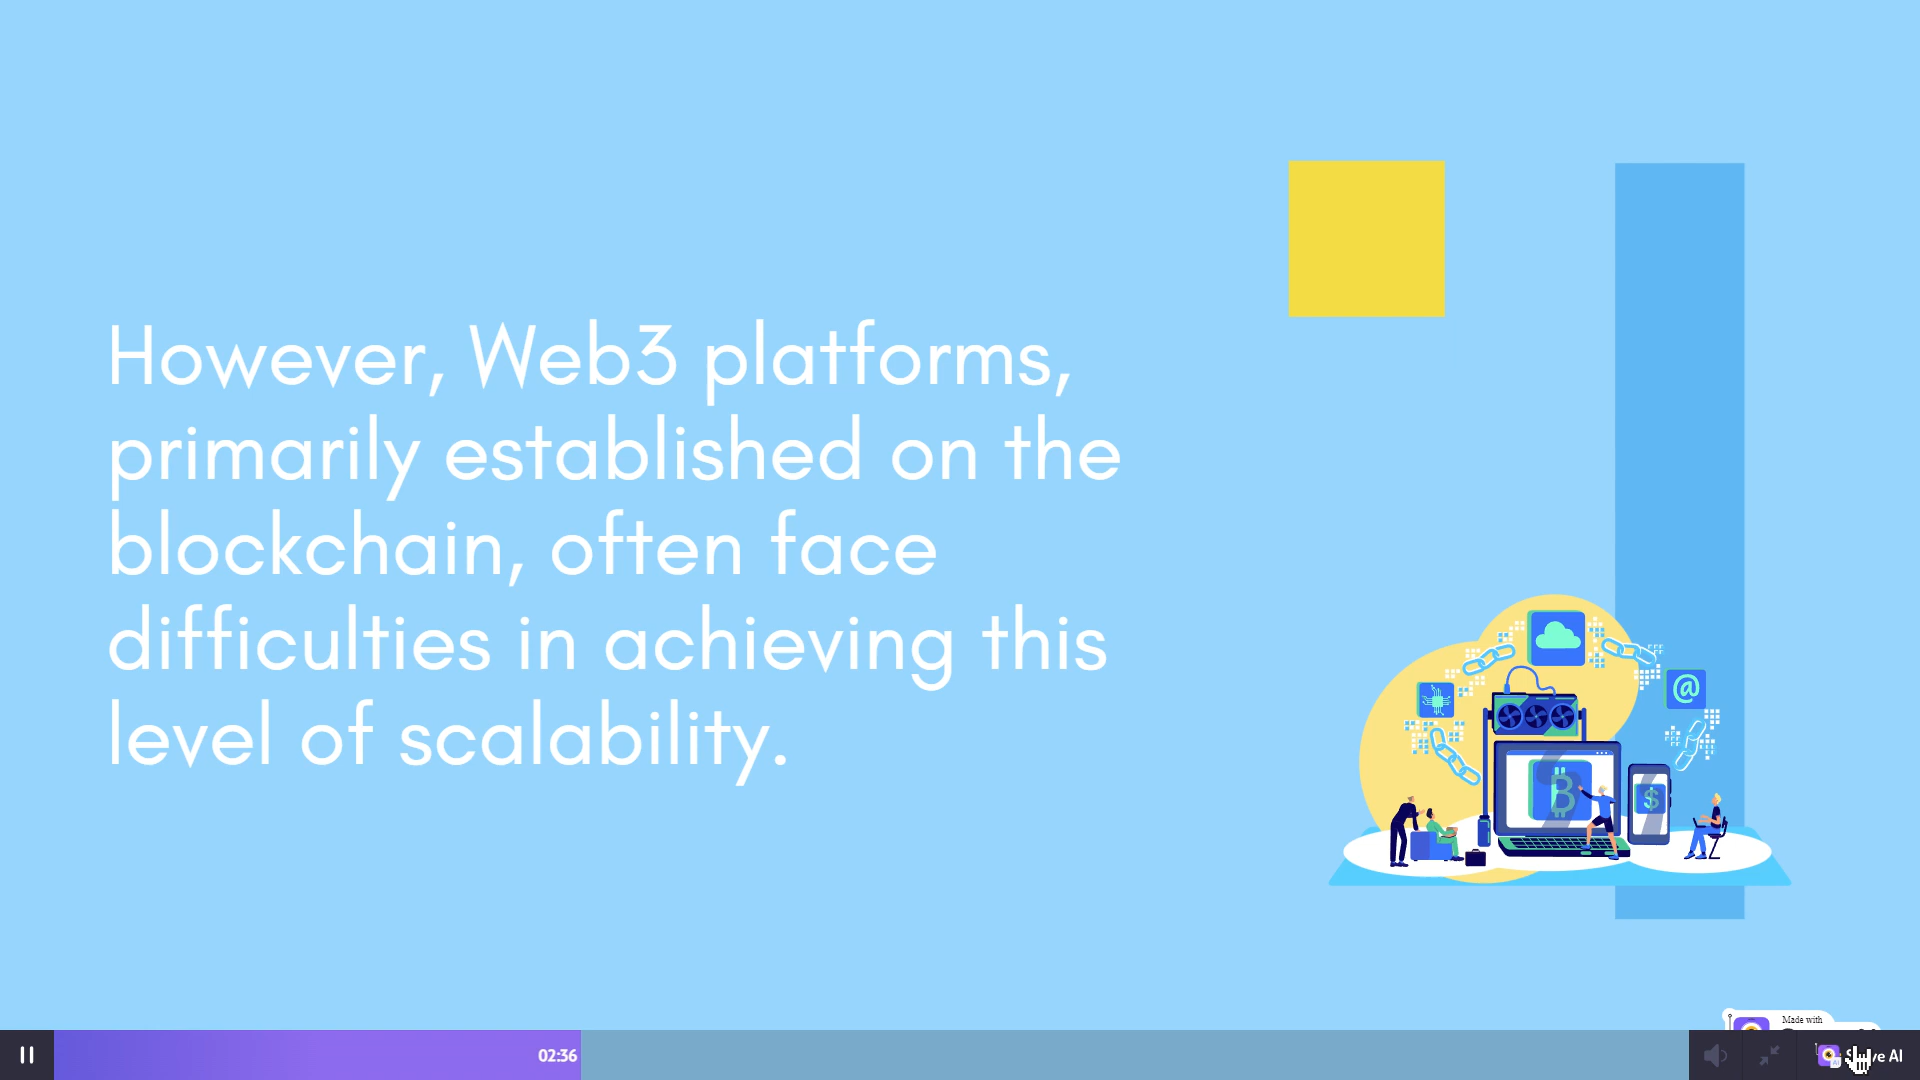 However, Web3 platforms,
primarily established on the
blockchain, often face
difficulties in achieving this
level of scalability.
@
B
$
Made with
02:36
AI